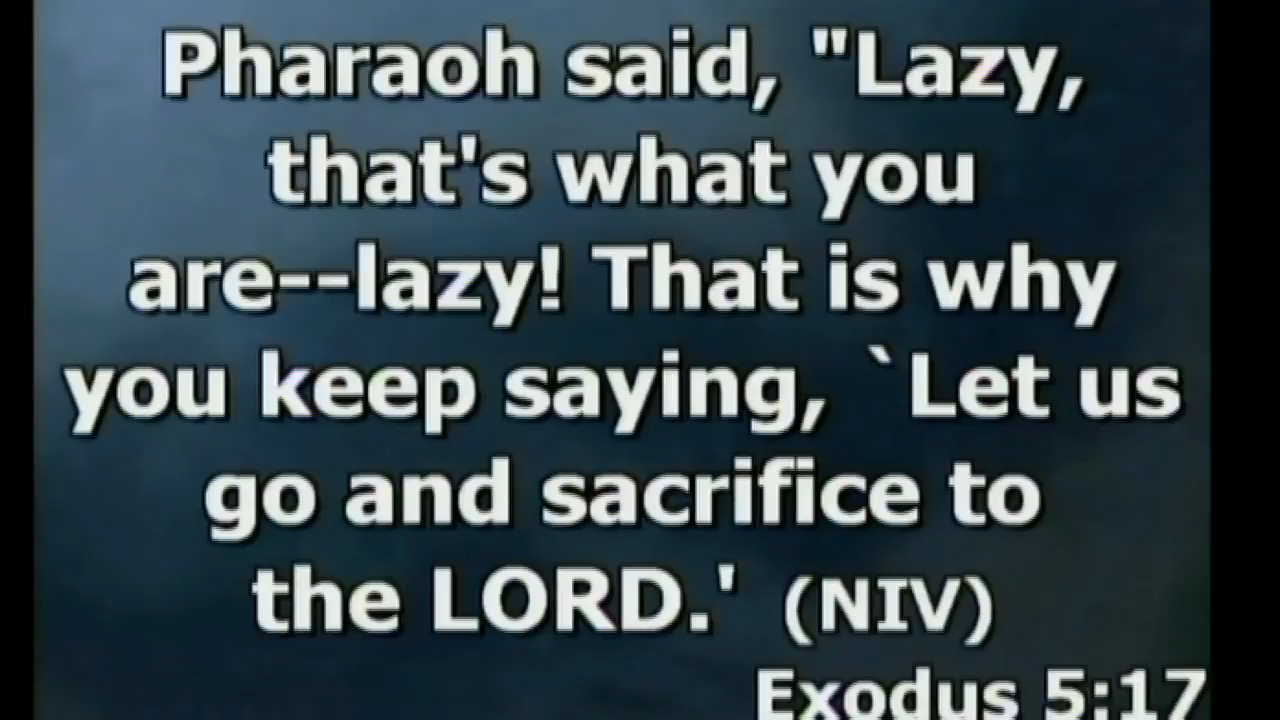 Pharaoh said, "Lazy,
that's what you
are--lazy! That is why
you keep saying, `Let us
go and sacrifice to
the LORD.' (NIV)
Exodus 5:17